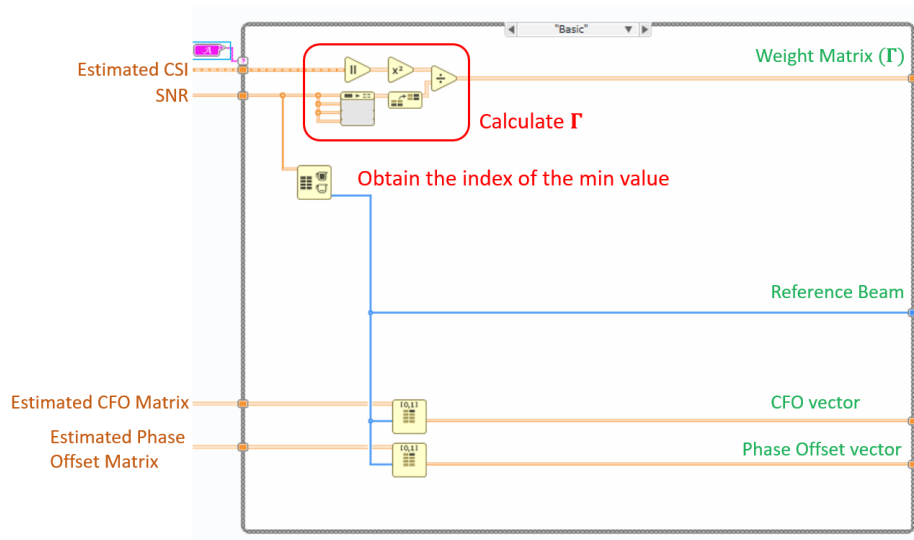 "Basic"
Estimated CSI
SNR
||
x²
÷
Weight Matrix (Γ)
Calculate Γ
Obtain the index of the min value
Reference Beam
Estimated CFO Matrix
[0,1]
CFO vector
Estimated Phase
Offset Matrix
[0,1]
Phase Offset vector